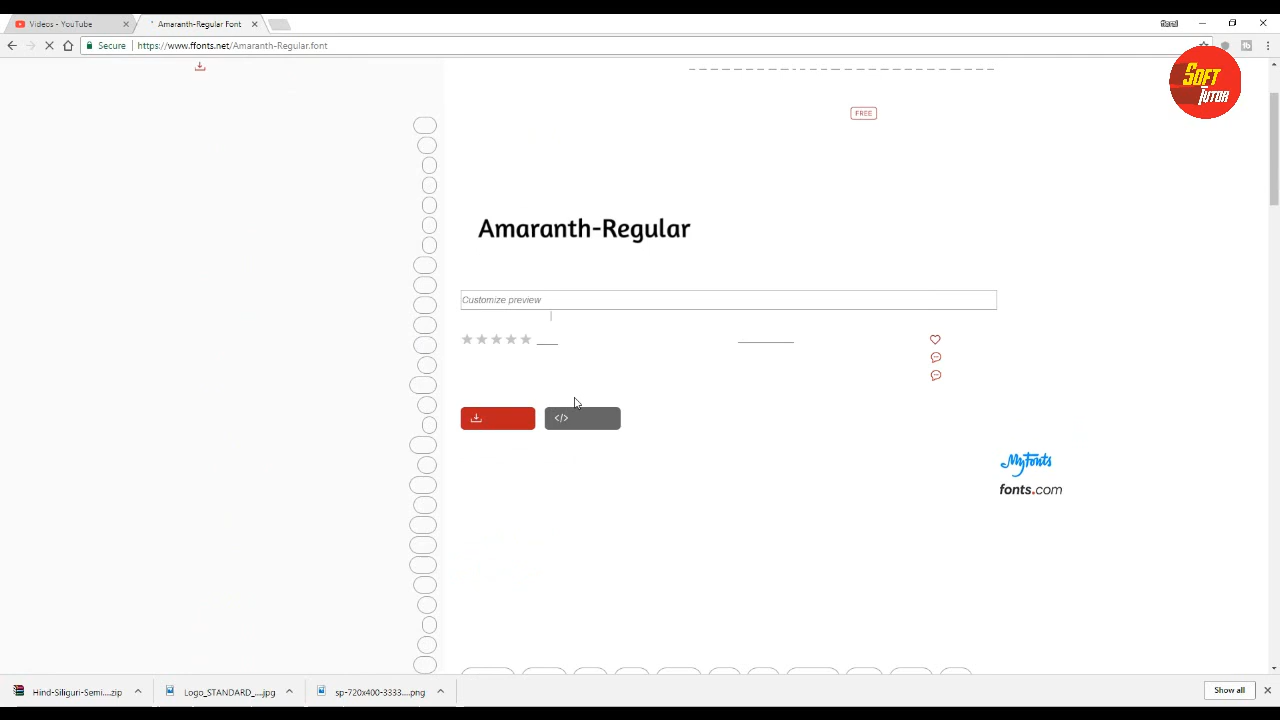 Videos - YouTube
Amaranth-Regular Font
Secure
https://www.ffonts.net/Amaranth-Regular.font
SOFT
TUTOR
FREE
Amaranth-Regular
Customize preview
</>
MyFonts
fonts.com
Hind-Siliguri-Semi....zip
Logo_STANDARD_....jpg
sp-720x400-3333....png
Show all